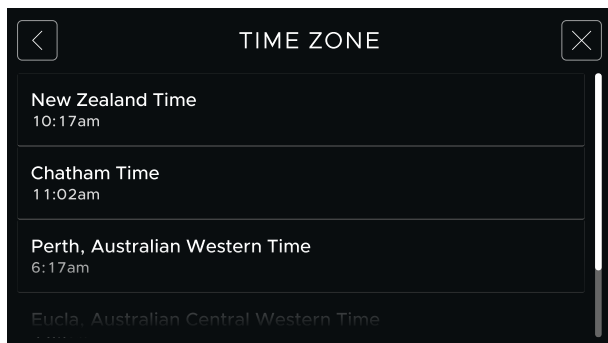 TIME ZONE
New Zealand Time
10:17am
Chatham Time
11:02am
Perth, Australian Western Time
6:17am
Eucla, Australian Central Western Time